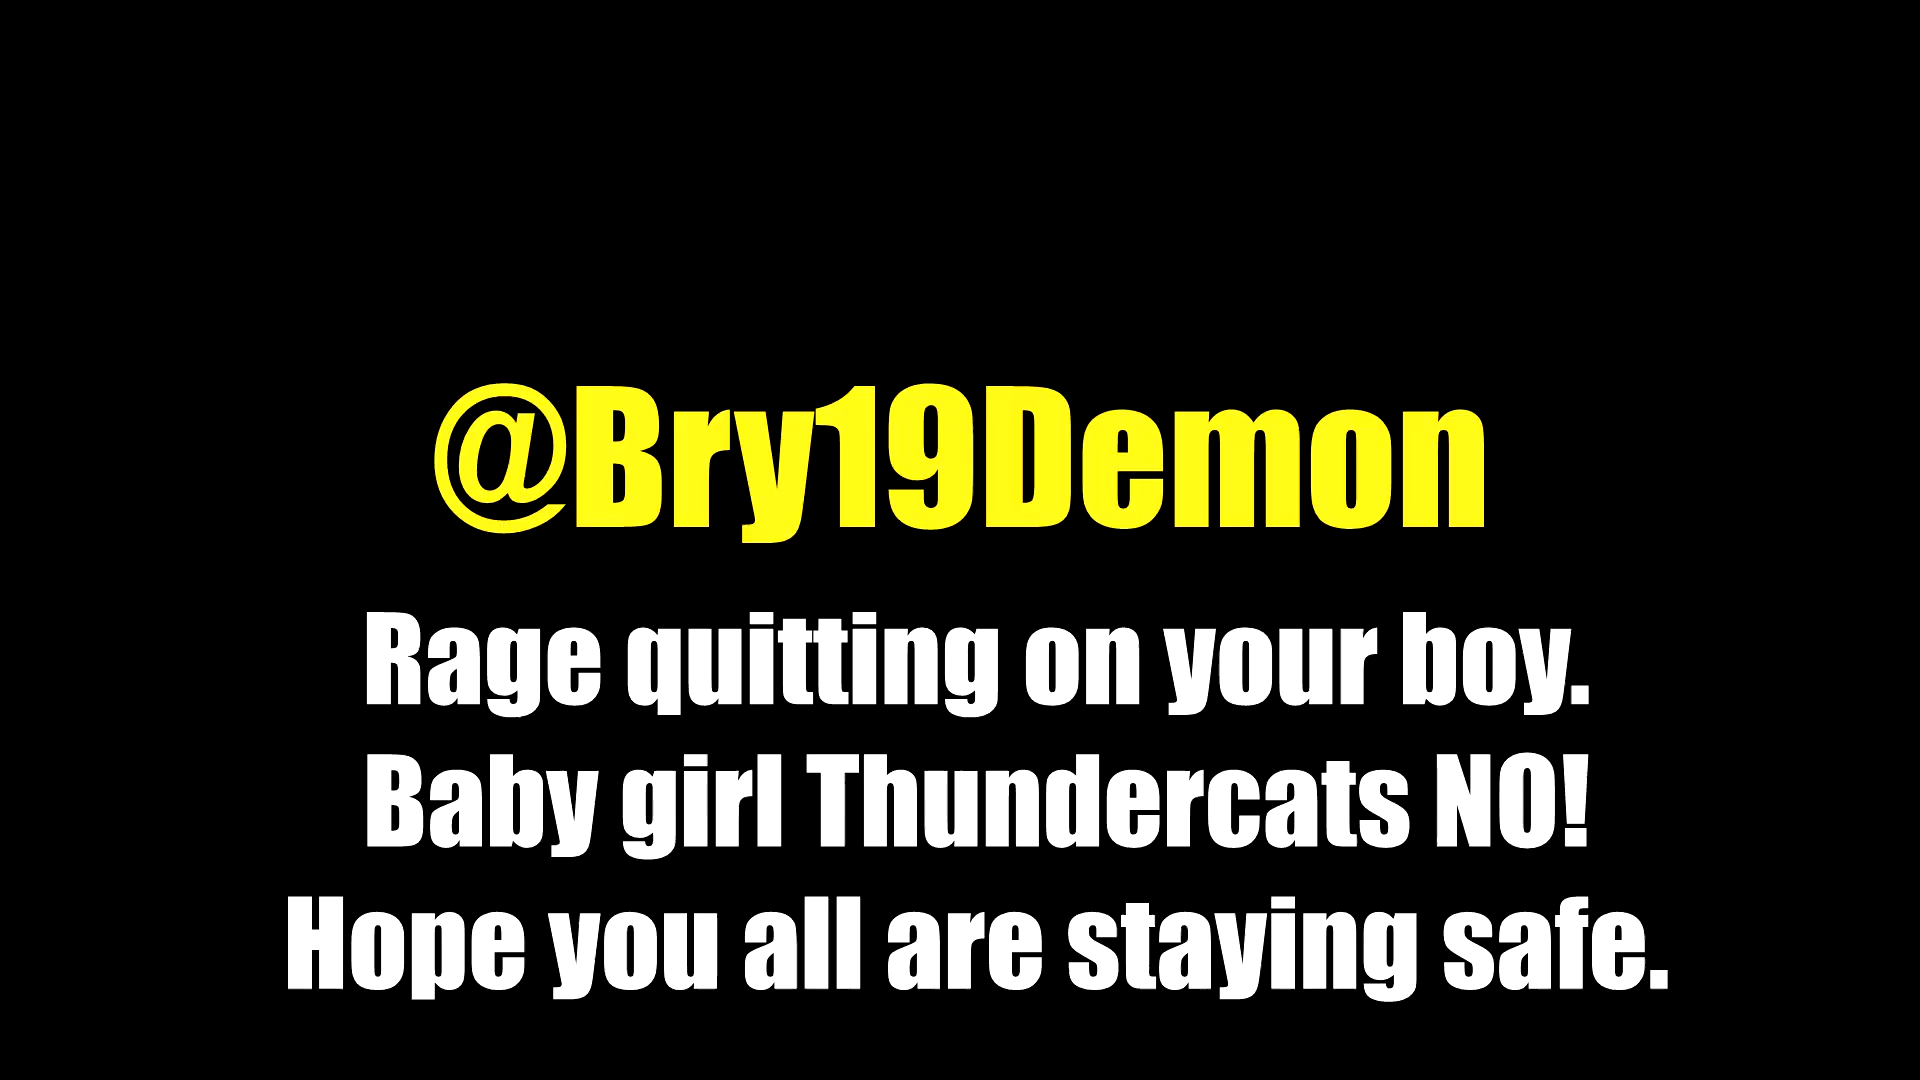 @Bry19Demon
Rage quitting on your boy.
Baby girl Thundercats NO!
Hope you all are staying safe.